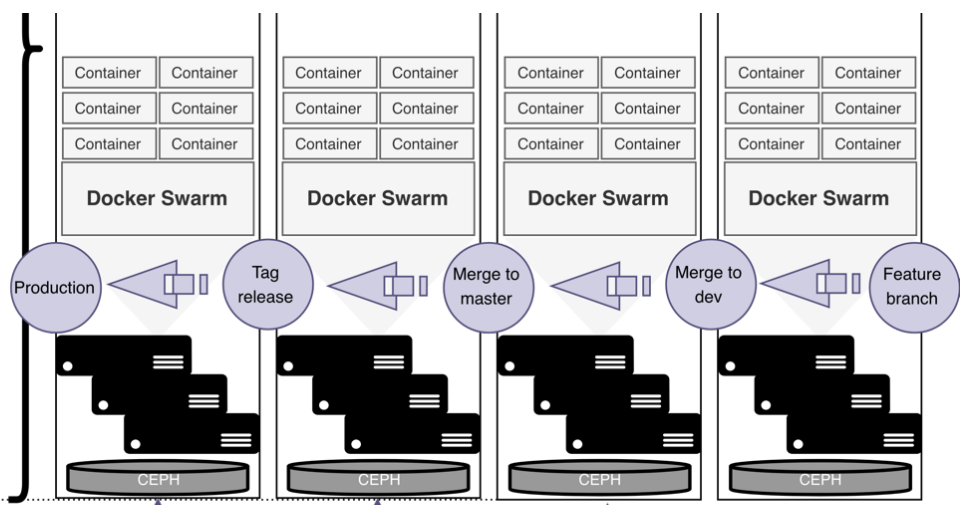 Container Container Container Container Container Container Container Container
Container Container Container Container Container Container Container Container
Container Container Container Container Container Container Container Container
Docker Swarm Docker Swarm Docker Swarm Docker Swarm
Production
Tag
release
Merge to
master
Merge to
dev
Feature
branch
CEPH CEPH CEPH CEPH